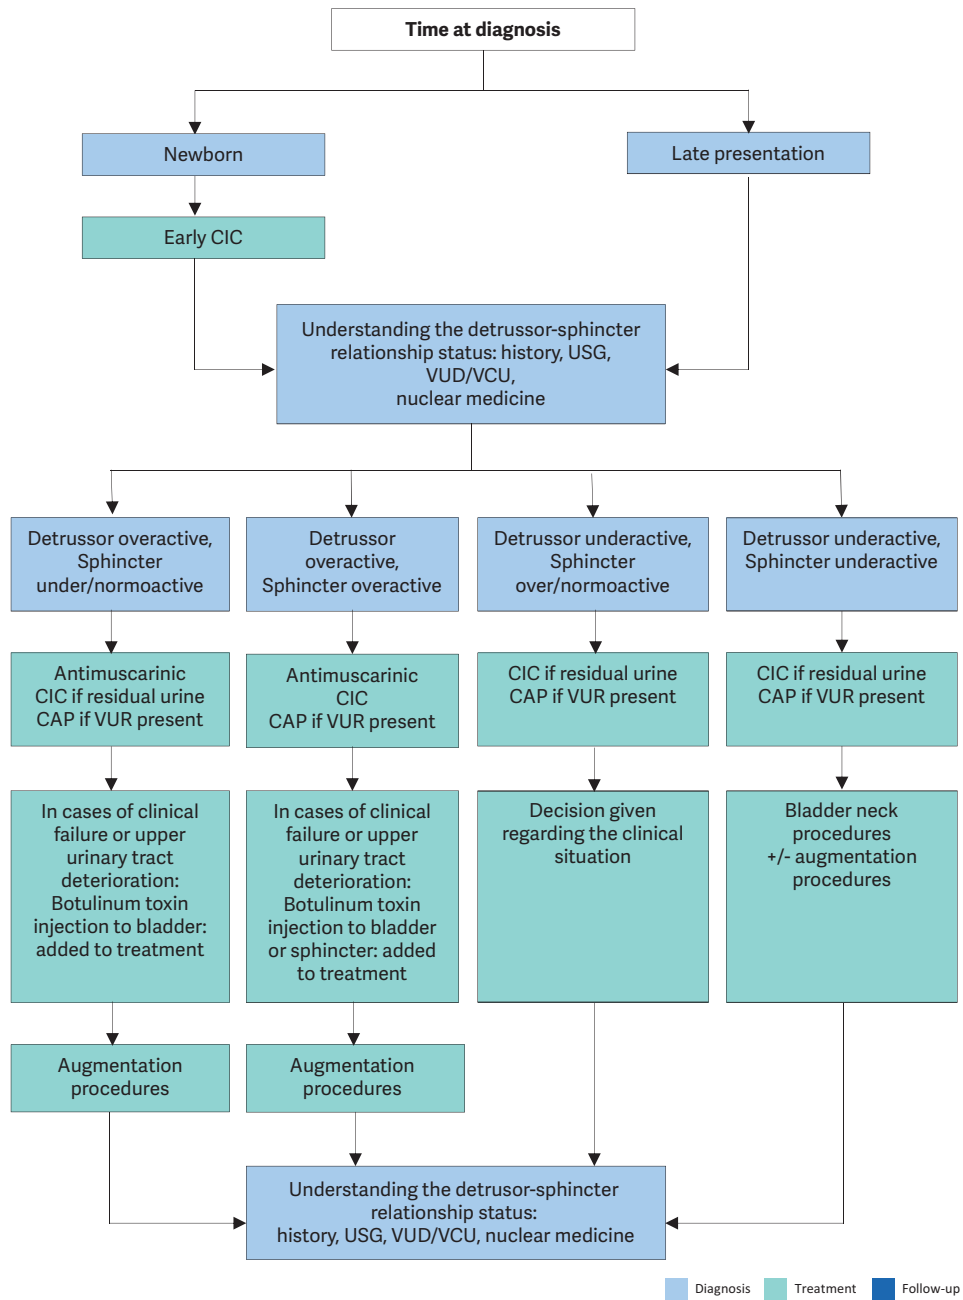 Time at diagnosis
Newborn
Late presentation
Early CIC
Understanding the detrussor-sphincter
relationship status: history, USG,
VUD/VCU,
nuclear medicine
Detrussor overactive,
Sphincter
under/normoactive
Detrussor
overactive,
Sphincter overactive
Detrussor underactive,
Sphincter
over/normoactive
Detrussor underactive,
Sphincter underactive
Antimuscarinic
CIC if residual urine
CAP if VUR present
Antimuscarinic
CIC
CAP if VUR present
CIC if residual urine
CAP if VUR present
CIC if residual urine
CAP if VUR present
In cases of clinical
failure or upper
urinary tract
deterioration:
Botulinum toxin
injection to bladder:
added to treatment
In cases of clinical
failure or upper
urinary tract
deterioration:
Botulinum toxin
injection to bladder
or sphincter: added
to treatment
Decision given
regarding the clinical
situation
Bladder neck
procedures
+/- augmentation
procedures
Augmentation
procedures
Augmentation
procedures
Understanding the detrusor-sphincter
relationship status:
history, USG, VUD/VCU, nuclear medicine
Diagnosis
Treatment
Follow-up